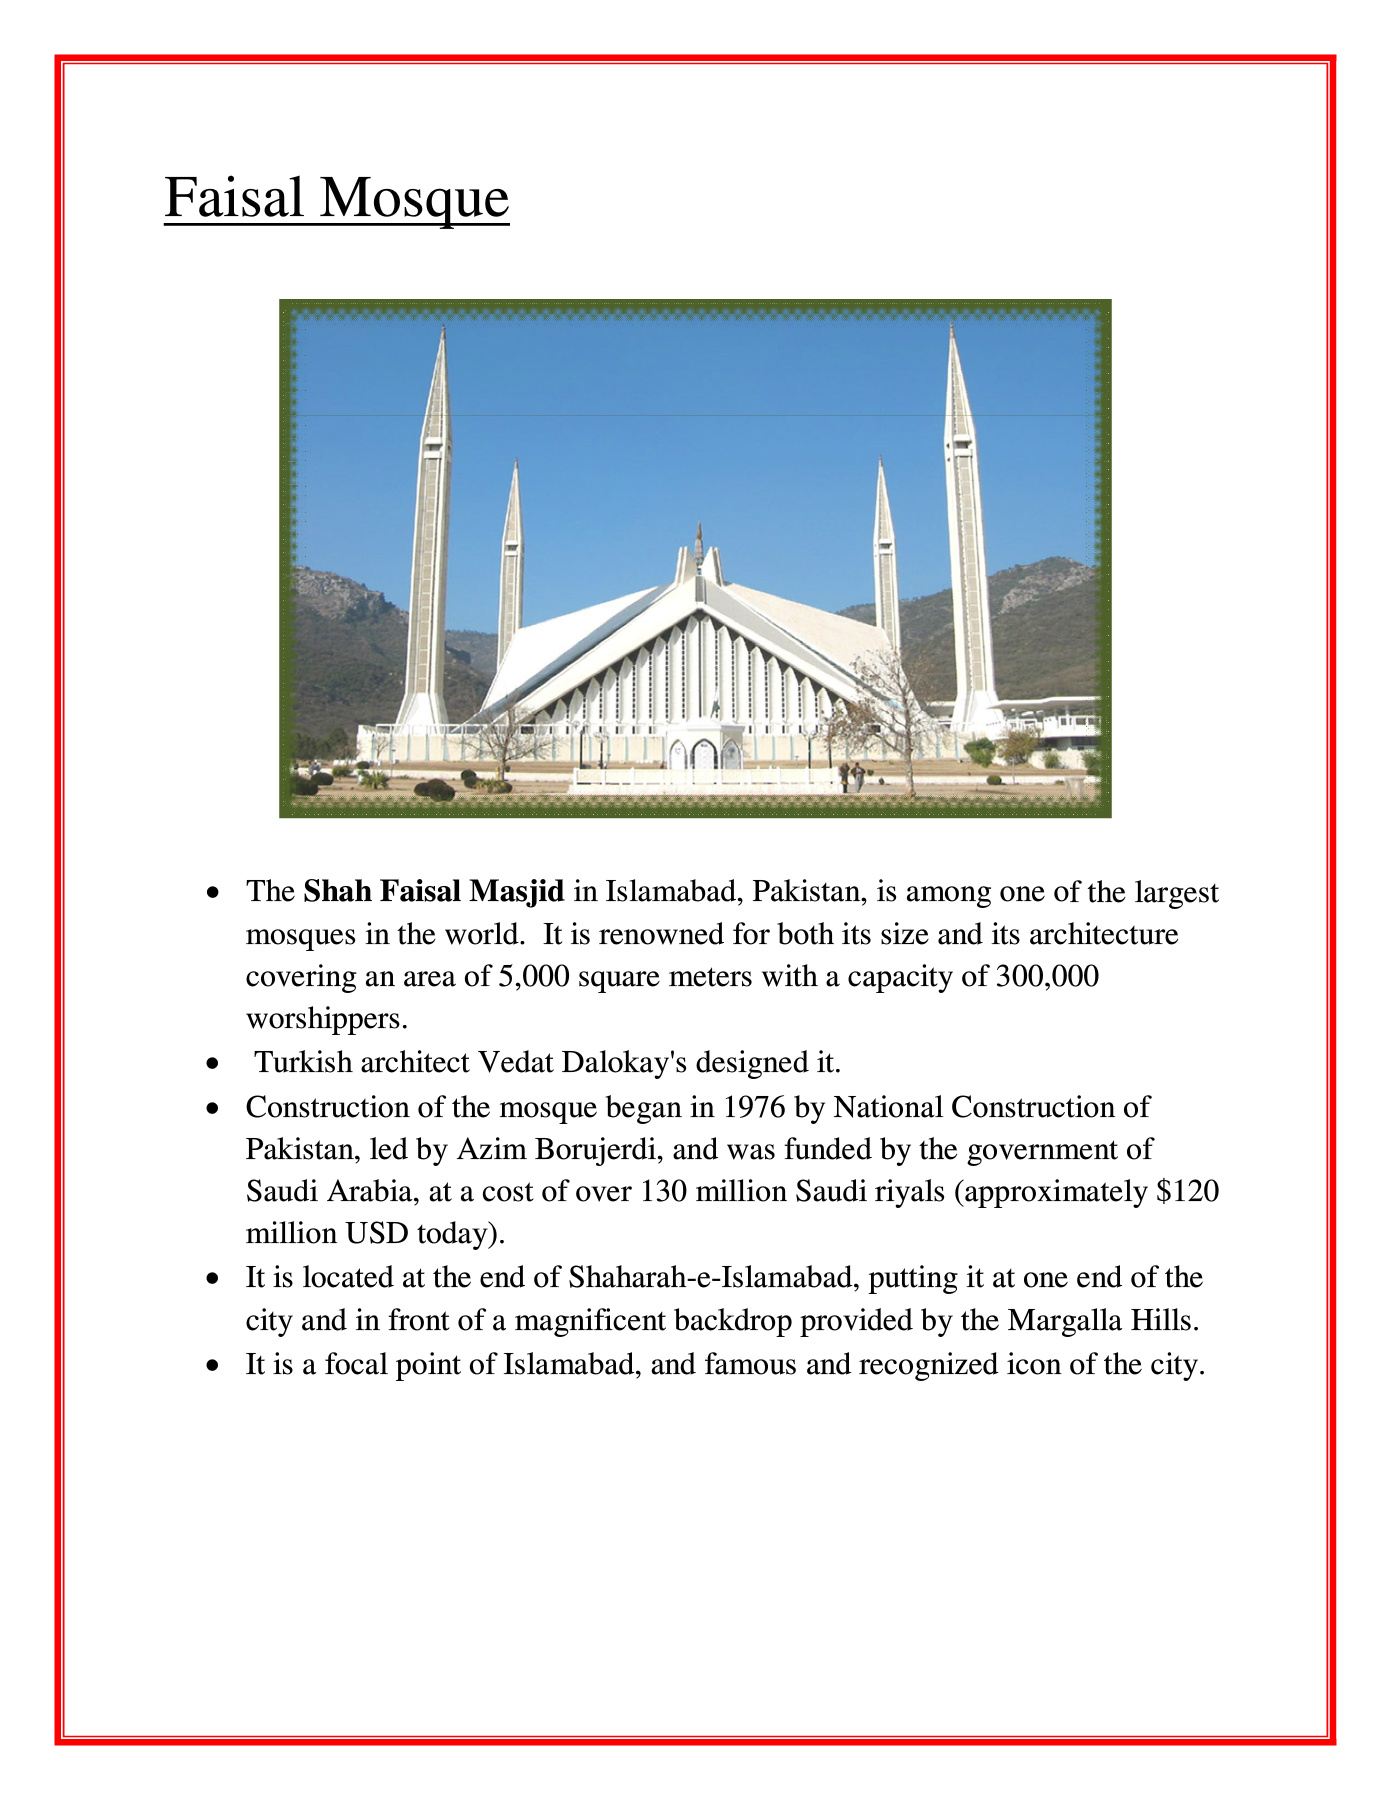 Faisal Mosque
• The Shah Faisal Masjid in Islamabad, Pakistan, is among one of the largest
mosques in the world.  It is renowned for both its size and its architecture
covering an area of 5,000 square meters with a capacity of 300,000
worshippers.
•  Turkish architect Vedat Dalokay's designed it.
• Construction of the mosque began in 1976 by National Construction of
Pakistan, led by Azim Borujerdi, and was funded by the government of
Saudi Arabia, at a cost of over 130 million Saudi riyals (approximately $120
million USD today).
• It is located at the end of Shaharah-e-Islamabad, putting it at one end of the
city and in front of a magnificent backdrop provided by the Margalla Hills.
• It is a focal point of Islamabad, and famous and recognized icon of the city.